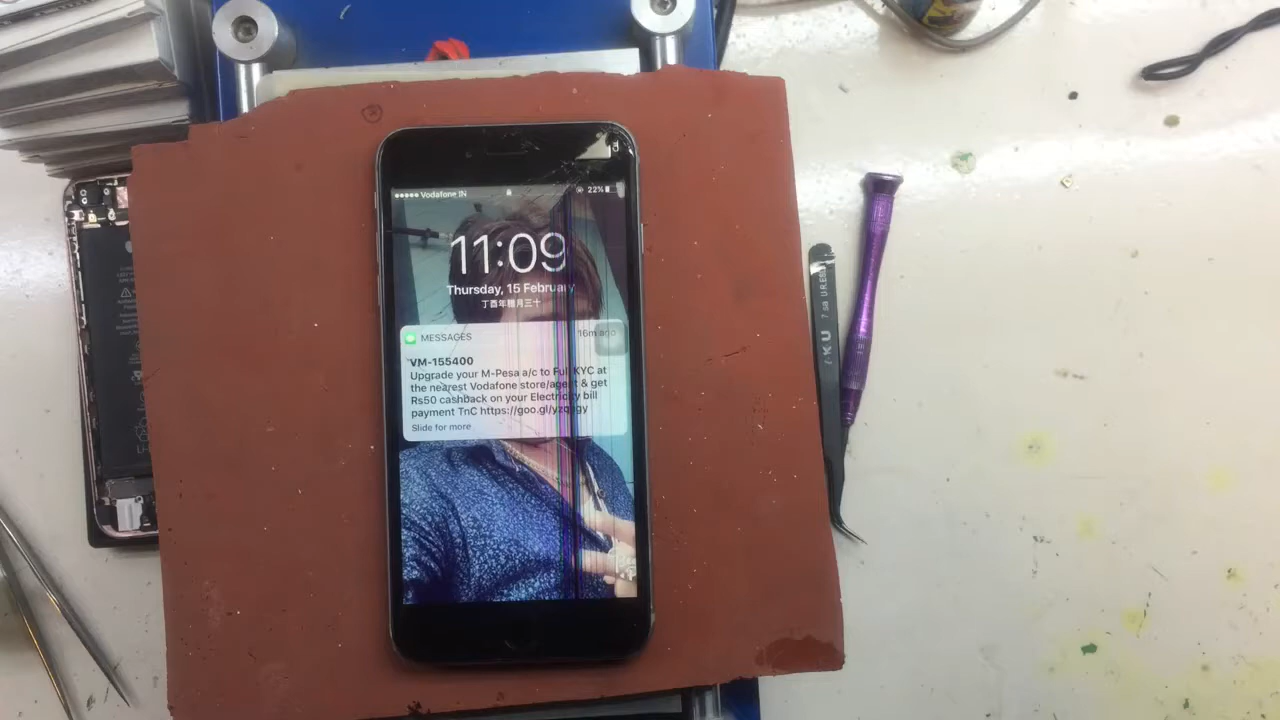 Vodafone IN
22%
11:09
Thursday, 15 February
丁酉年臘月三十
MESSAGES
16m ago
VM-155400
Upgrade your M-Pesa a/c to Full KYC at
the nearest Vodafone store/agent & get
Rs50 cashback on your Electricity bill
payment TnC
Slide for more